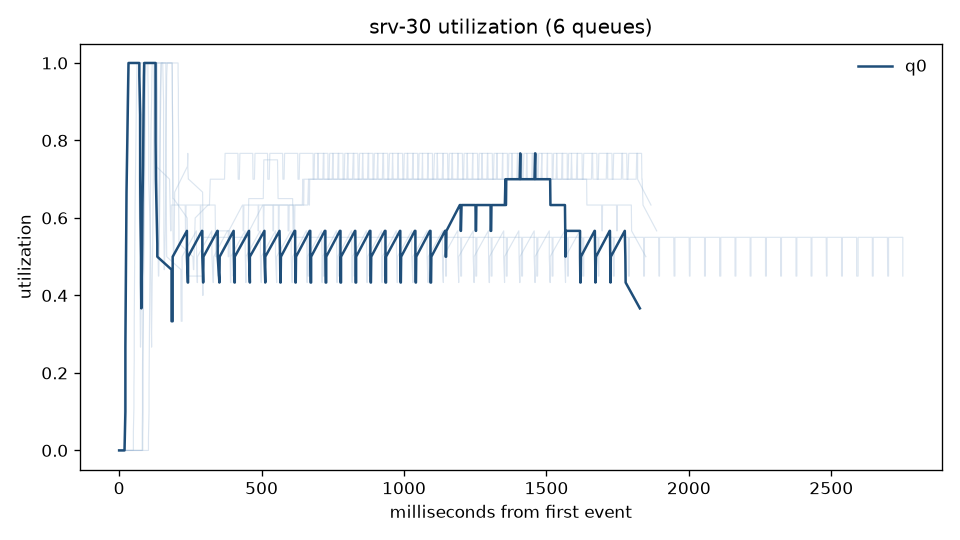 srv-30 utilization (6 queues)
q0
1.0
0.8
0.6
0.4
0.2
0.0
utilization
0 500 1000 1500 2000 2500
milliseconds from first event